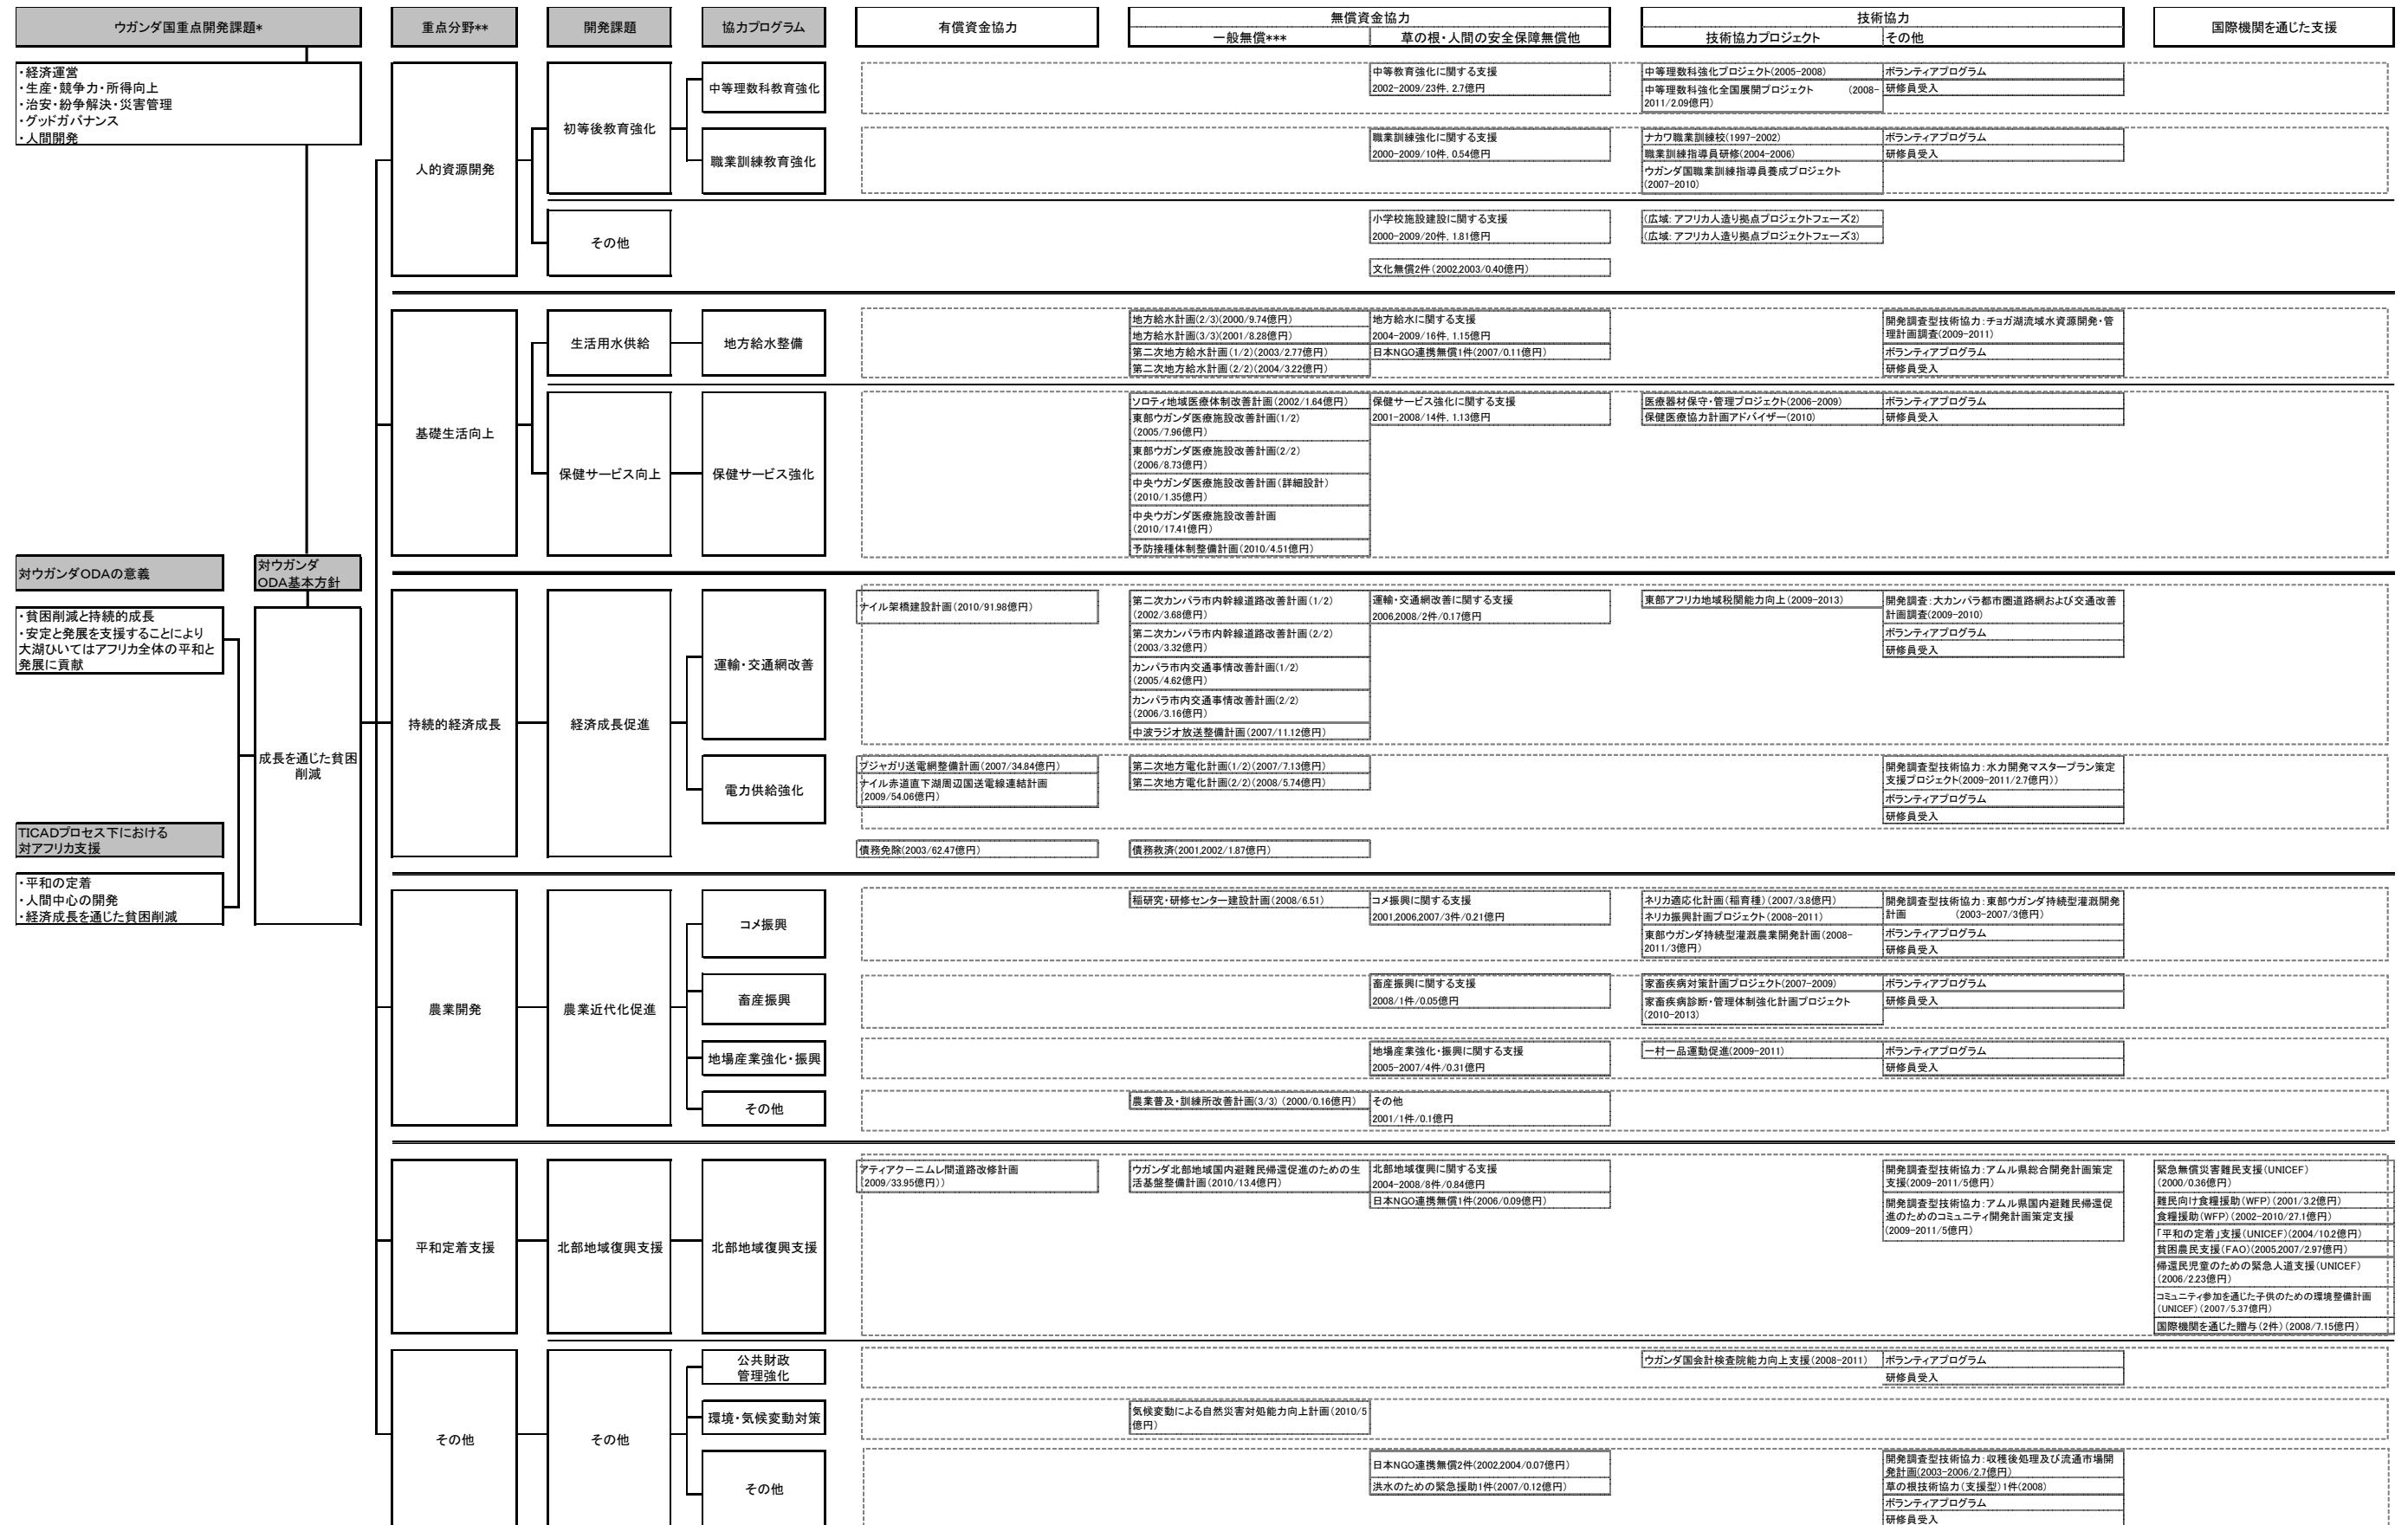 ウガンダ国重点開発課題*
重点分野**
開発課題
協力プログラム
有償資金協力
無償資金協力
一般無償***
草の根・人間の安全保障無償他
技術協力
技術協力プロジェクト
その他
国際機関を通じた支援
・経済運営
・生産・競争力・所得向上
・治安・紛争解決・災害管理
・グッドガバナンス
・人間開発
対ウガンダODAの意義
・貧困削減と持続的成長
・安定と発展を支援することにより
大湖ひいてはアフリカ全体の平和と
発展に貢献
TICADプロセス下における
対アフリカ支援
・平和の定着
・人間中心の開発
・経済成長を通じた貧困削減
対ウガンダ
ODA基本方針
成長を通じた貧困
削減
人的資源開発
初等後教育強化
中等理数科教育強化
中等教育強化に関する支援
2002-2009/23件, 2.7億円
中等理数科強化プロジェクト(2005-2008)
中等理数科強化全国展開プロジェクト (2008-
2011/2.09億円)
ボランティアプログラム
研修員受入
職業訓練教育強化
職業訓練強化に関する支援
2000-2009/10件, 0.54億円
ナカワ職業訓練校(1997-2002)
職業訓練指導員研修(2004-2006)
ウガンダ国職業訓練指導員養成プロジェクト
(2007-2010)
ボランティアプログラム
研修員受入
その他
小学校施設建設に関する支援
2000-2009/20件, 1.81億円
文化無償2件(2002,2003/0.40億円)
(広域: アフリカ人造り拠点プロジェクトフェーズ2)
(広域: アフリカ人造り拠点プロジェクトフェーズ3)
基礎生活向上
生活用水供給
地方給水整備
地方給水計画(2/3)(2000/9.74億円)
地方給水計画(3/3)(2001/8.28億円)
第二次地方給水計画(1/2)(2003/2.77億円)
第二次地方給水計画(2/2)(2004/3.22億円)
地方給水に関する支援
2004-2009/16件, 1.15億円
日本NGO連携無償1件(2007/0.11億円)
開発調査型技術協力:チョガ湖流域水資源開発・管
理計画調査(2009-2011)
ボランティアプログラム
研修員受入
保健サービス向上
保健サービス強化
ソロティ地域医療体制改善計画(2002/1.64億円)
東部ウガンダ医療施設改善計画(1/2)
(2005/7.96億円)
東部ウガンダ医療施設改善計画(2/2)
(2006/8.73億円)
中央ウガンダ医療施設改善計画(詳細設計)
(2010/1.35億円)
中央ウガンダ医療施設改善計画
(2010/17.41億円)
予防接種体制整備計画(2010/4.51億円)
保健サービス強化に関する支援
2001-2008/14件, 1.13億円
医療器材保守・管理プロジェクト(2006-2009)
保健医療協力計画アドバイザー(2010)
ボランティアプログラム
研修員受入
持続的経済成長
経済成長促進
運輸・交通網改善
ナイル架橋建設計画(2010/91.98億円)
第二次カンパラ市内幹線道路改善計画(1/2)
(2002/3.68億円)
第二次カンパラ市内幹線道路改善計画(2/2)
(2003/3.32億円)
カンパラ市内交通事情改善計画(1/2)
(2005/4.62億円)
カンパラ市内交通事情改善計画(2/2)
(2006/3.16億円)
中波ラジオ放送整備計画(2007/11.12億円)
運輸・交通網改善に関する支援
2006,2008/2件/0.17億円
東部アフリカ地域税関能力向上(2009-2013)
開発調査:大カンパラ都市圏道路網および交通改善
計画調査(2009-2010)
ボランティアプログラム
研修員受入
電力供給強化
ブジャガリ送電網整備計画(2007/34.84億円)
ナイル赤道直下湖周辺国送電線連結計画
(2009/54.06億円)
第二次地方電化計画(1/2)(2007/7.13億円)
第二次地方電化計画(2/2)(2008/5.74億円)
開発調査型技術協力:水力開発マスタープラン策定
支援プロジェクト(2009-2011/2.7億円))
ボランティアプログラム
研修員受入
債務免除(2003/62.47億円)
債務救済(2001,2002/1.87億円)
農業開発
農業近代化促進
コメ振興
稲研究・研修センター建設計画(2008/6.51)
コメ振興に関する支援
2001,2006,2007/3件/0.21億円
ネリカ適応化計画(稲育種)(2007/3.8億円)
ネリカ振興計画プロジェクト(2008-2011)
東部ウガンダ持続型灌漑農業開発計画(2008-
2011/3億円)
開発調査型技術協力:東部ウガンダ持続型灌漑開発
計画 (2003-2007/3億円)
ボランティアプログラム
研修員受入
畜産振興
畜産振興に関する支援
2008/1件/0.05億円
家畜疾病対策計画プロジェクト(2007-2009)
家畜疾病診断・管理体制強化計画プロジェクト
(2010-2013)
ボランティアプログラム
研修員受入
地場産業強化・振興
地場産業強化・振興に関する支援
2005-2007/4件/0.31億円
一村一品運動促進(2009-2011)
ボランティアプログラム
研修員受入
その他
農業普及・訓練所改善計画(3/3) (2000/0.16億円)
その他
2001/1件/0.1億円
平和定着支援
北部地域復興支援
北部地域復興支援
アティアクーニムレ間道路改修計画
(2009/33.95億円))
ウガンダ北部地域国内避難民帰還促進のための生
活基盤整備計画(2010/13.4億円)
北部地域復興に関する支援
2004-2008/8件/0.84億円
日本NGO連携無償1件(2006/0.09億円)
開発調査型技術協力:アムル県総合開発計画策定
支援(2009-2011/5億円)
開発調査型技術協力:アムル県国内避難民帰還促
進のためのコミュニティ開発計画策定支援
(2009-2011/5億円)
緊急無償災害難民支援(UNICEF)
(2000/0.36億円)
難民向け食糧援助(WFP)(2001/3.2億円)
食糧援助(WFP)(2002-2010/27.1億円)
「平和の定着」支援(UNICEF)(2004/10.2億円)
貧困農民支援(FAO)(2005,2007/2.97億円)
帰還民児童のための緊急人道支援(UNICEF)
(2006/2.23億円)
コミュニティ参加を通じた子供のための環境整備計画
(UNICEF)(2007/5.37億円)
国際機関を通じた贈与(2件)(2008/7.15億円)
その他
その他
公共財政
管理強化
ウガンダ国会計検査院能力向上支援(2008-2011)
ボランティアプログラム
研修員受入
環境・気候変動対策
気候変動による自然災害対処能力向上計画(2010/5
億円)
その他
日本NGO連携無償2件(2002,2004/0.07億円)
洪水のための緊急援助1件(2007/0.12億円)
開発調査型技術協力:収穫後処理及び流通市場開
発計画(2003-2006/2.7億円)
草の根技術協力(支援型)1件(2008)
ボランティアプログラム
研修員受入